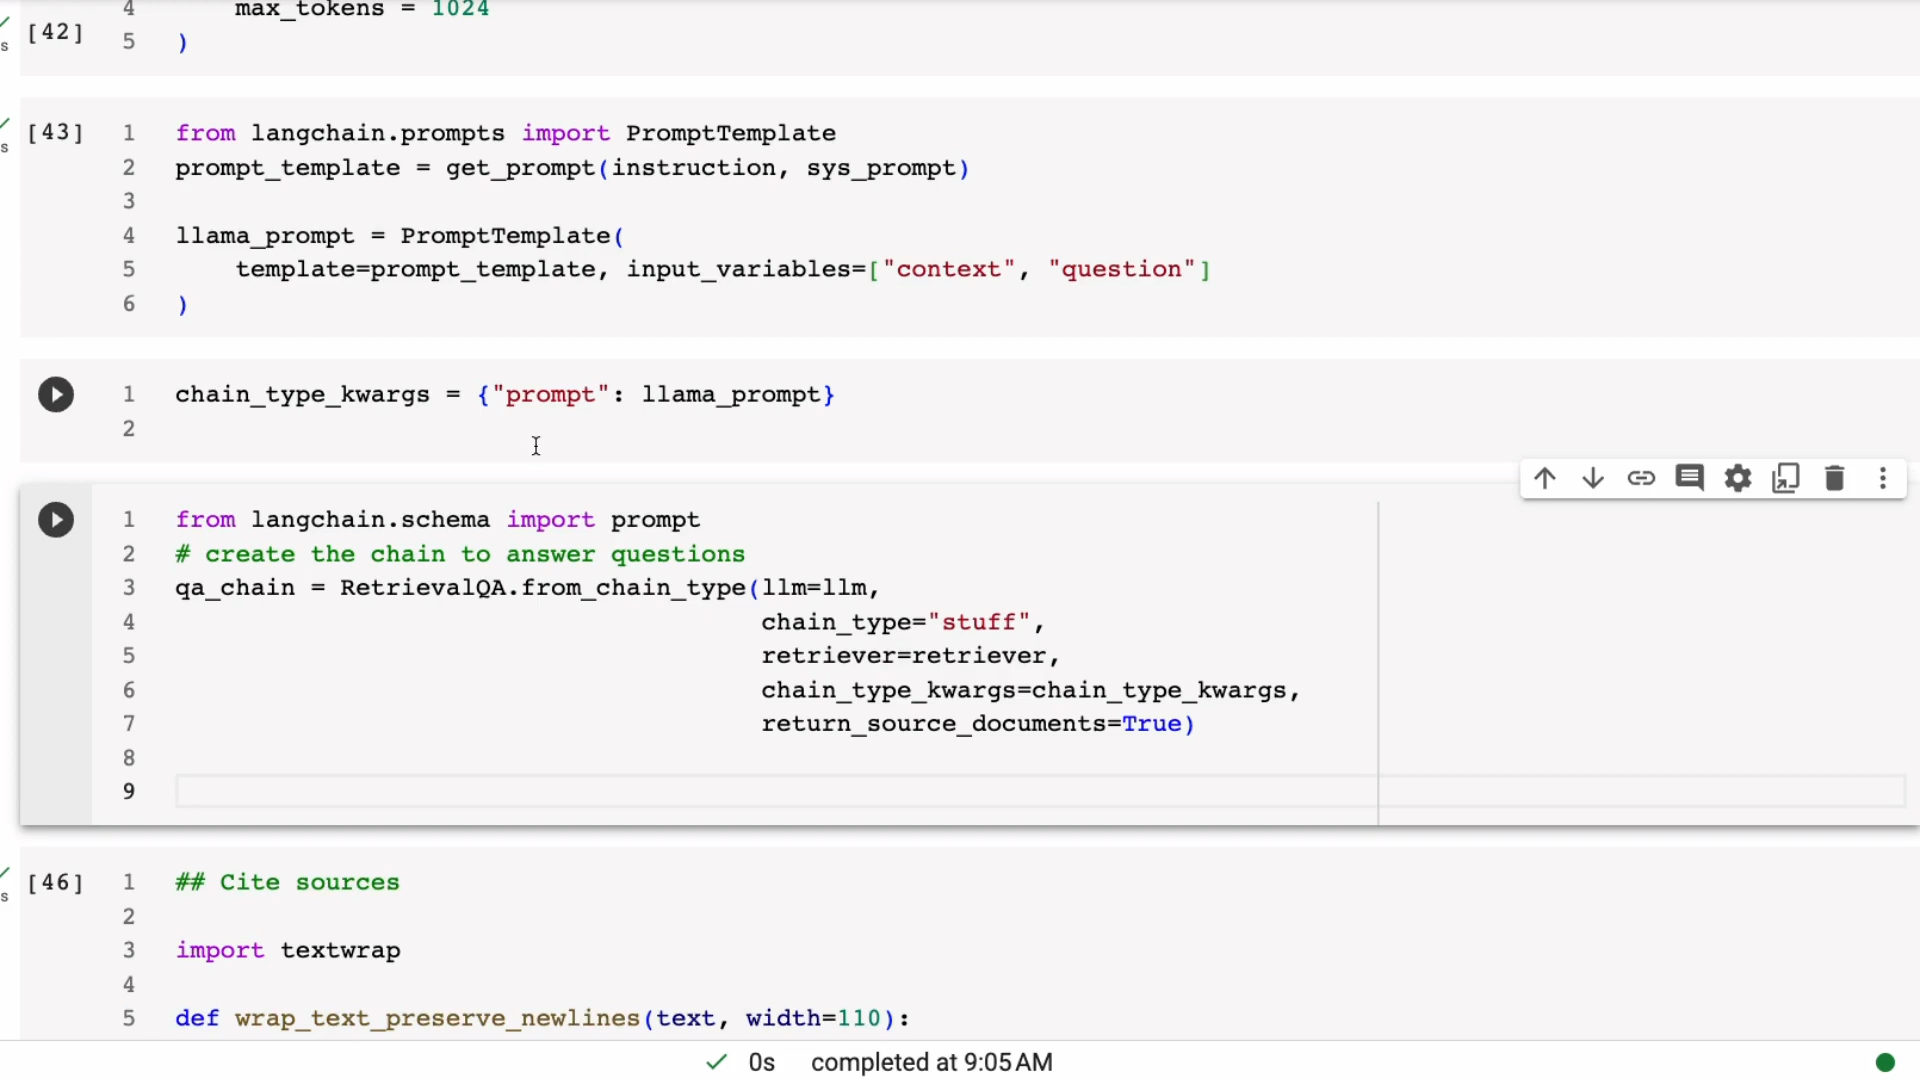 4 max_tokens = 1024
s [42] 5 )
s [43] 1 from langchain.prompts import PromptTemplate
2 prompt_template = get_prompt(instruction, sys_prompt)
3
4 llama_prompt = PromptTemplate(
5 template=prompt_template, input_variables=["context", "question"]
6 )
1 chain_type_kwargs = {"prompt": llama_prompt}
2
1 from langchain.schema import prompt
2 # create the chain to answer questions
3 qa_chain = RetrievalQA.from_chain_type(llm=llm,
4 chain_type="stuff",
5 retriever=retriever,
6 chain_type_kwargs=chain_type_kwargs,
7 return_source_documents=True)
8
9
s [46] 1 ## Cite sources
2
3 import textwrap
4
5 def wrap_text_preserve_newlines(text, width=110):
0s completed at 9:05 AM